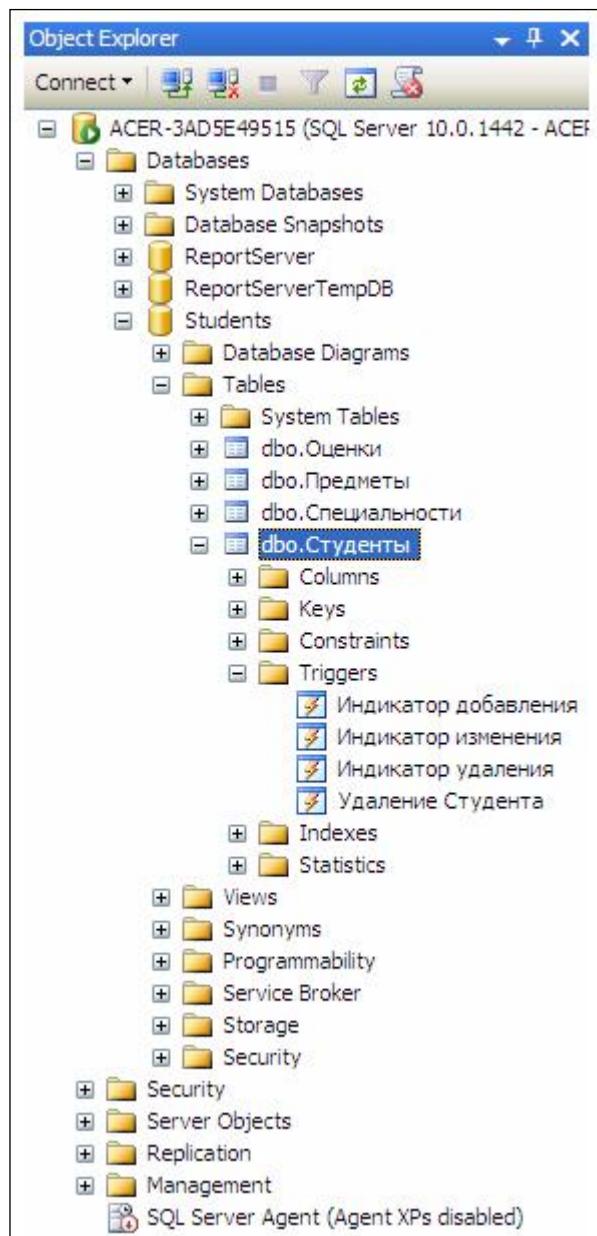 Object Explorer
Connect
ACER-3AD5E49515 (SQL Server 10.0.1442 - ACER
Databases
System Databases
Database Snapshots
ReportServer
ReportServerTempDB
Students
Database Diagrams
Tables
System Tables
dbo.Оценки
dbo.Предметы
dbo.Специальности
dbo.Студенты
Columns
Keys
Constraints
Triggers
Индикатор добавления
Индикатор изменения
Индикатор удаления
Удаление Студента
Indexes
Statistics
Views
Synonyms
Programmability
Service Broker
Storage
Security
Security
Server Objects
Replication
Management
SQL Server Agent (Agent XPs disabled)